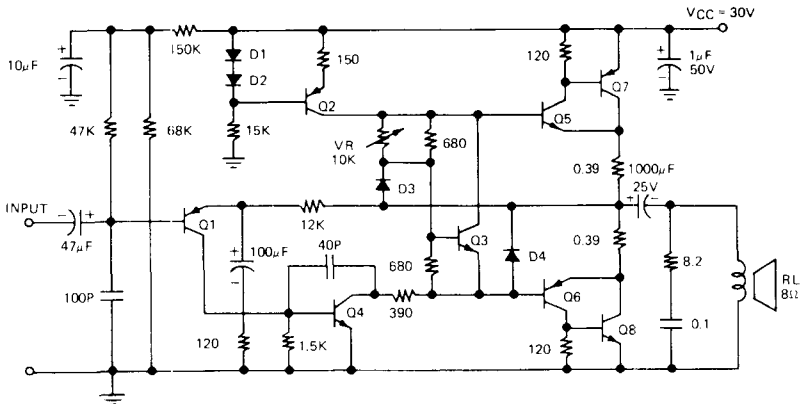 VCC = 30V
150K
D1
D2
150
120
Q7
1µF
50V
10µF
+
−
Q2
Q5
47K
68K
15K
VR
10K
680
D3
0.39
1000µF
25V
INPUT
−
+
47µF
Q1
12K
100µF
+
−
40P
Q3
D4
0.39
8.2
RL
8Ω
100P
680
Q4
390
Q6
Q8
0.1
120
1.5K
120